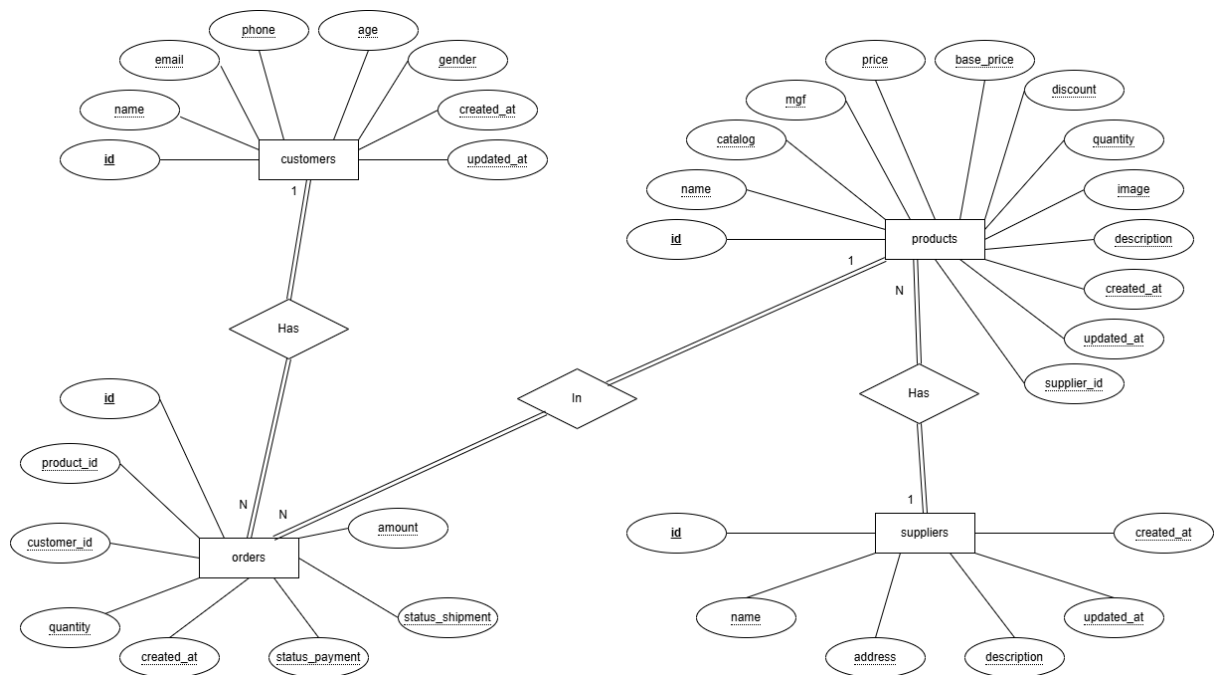 phone
age
email
gender
name
created_at
id
customers
updated_at
1
Has
N
price
base_price
mgf
discount
catalog
quantity
name
image
id
products
description
created_at
updated_at
supplier_id
1
In
N
N
Has
1
id
product_id
customer_id
orders
amount
quantity
status_shipment
created_at
status_payment
id
suppliers
created_at
name
updated_at
address
description